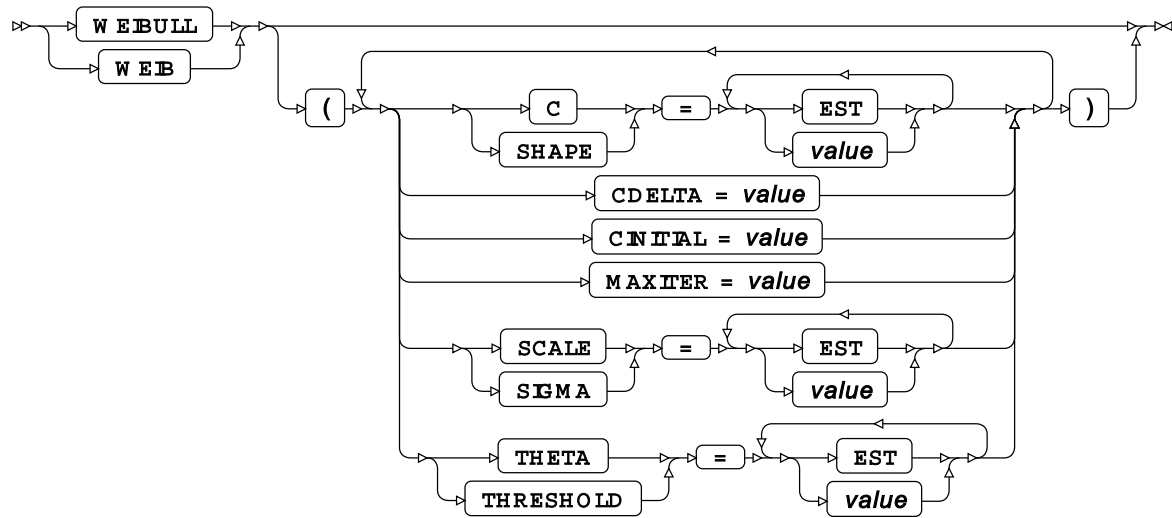 WEIBULL
WEIB
(
C
SHAPE
=
EST
value
)
CDELTA = value
CINITIAL = value
MAXITER = value
SCALE
SIGMA
=
EST
value
THETA
THRESHOLD
=
EST
value